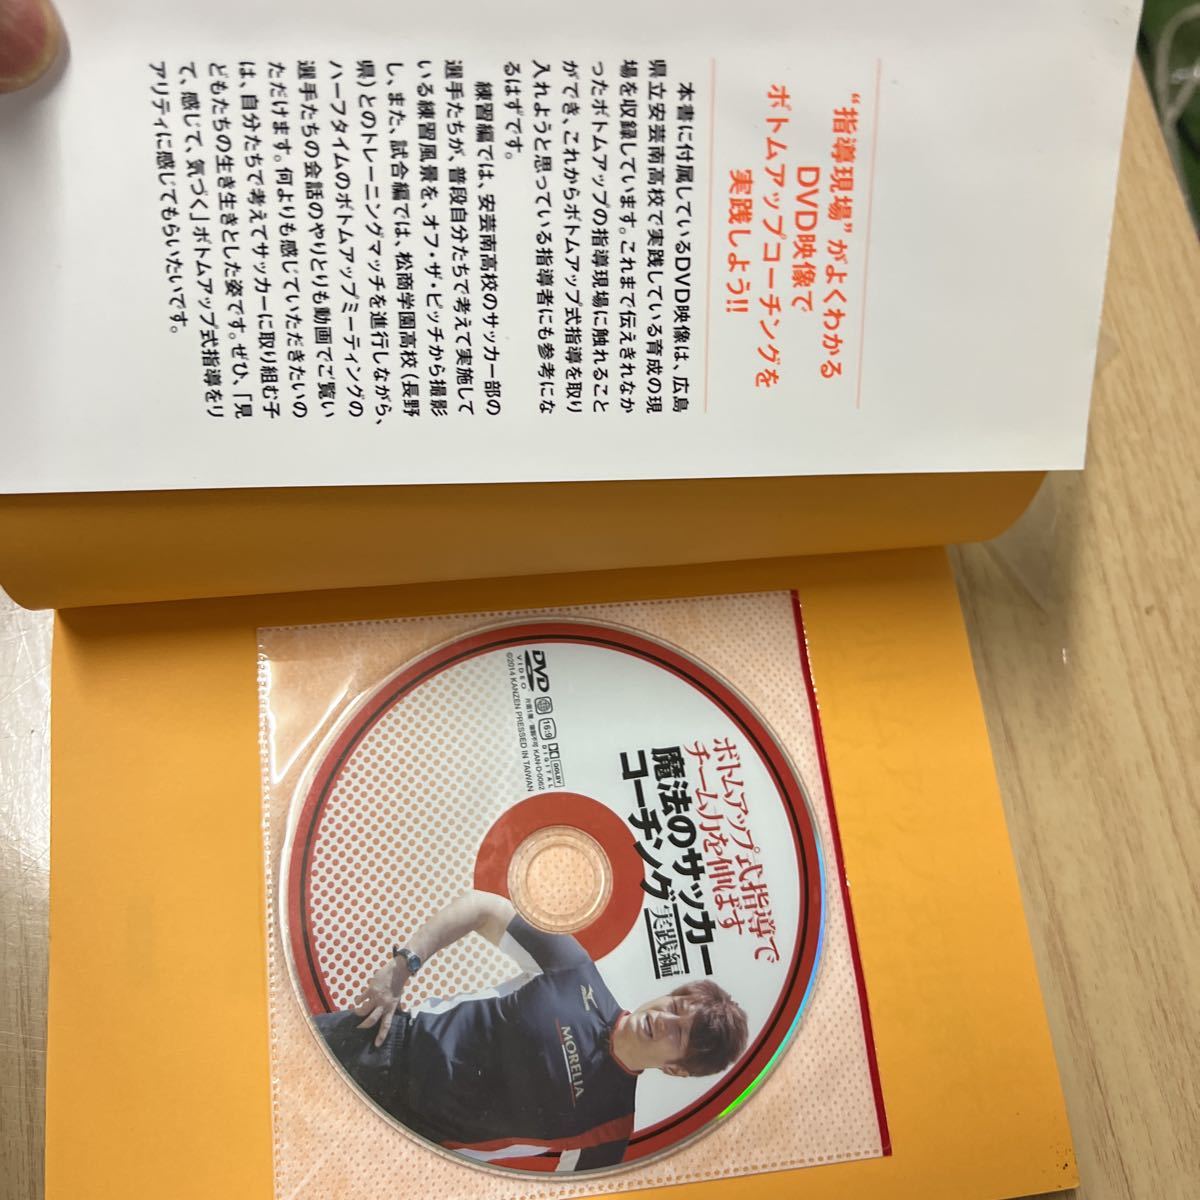 “指導現場”がよくわかる
DVD映像で
ボトムアップコーチングを
実践しよう!!
本書に付属しているDVD映像は、広島
県立安芸南高校で実践している育成の現
場を収録しています。これまで伝えきれなか
ったボトムアップの指導現場に触れること
ができ、これからボトムアップ式指導を取り
入れようと思っている指導者にも参考にな
るはずです。
練習編では、安芸南高校のサッカー部の
選手たちが、普段自分たちで考えて実施して
いる練習風景を、オフ・ザ・ピッチから撮影
し、また、試合編では、松商学園高校（長野
県）とのトレーニングマッチを進行しながら、
ハーフタイムのボトムアップミーティングの
選手たちの会話のやりとりも動画でご覧い
ただけます。何よりも感じていただきたいの
は、自分たちで考えてサッカーに取り組む子
どもたちの生き生きとした姿です。ぜひ、「見
て、感じて、気づく」ボトムアップ式指導をリ
アリティに感じてもらいたいです。
ボトムアップ式指導で
チーム力を伸ばす
魔法のサッカー
コーチング実践編
DVD
VIDEO
16:9
DOLBY
DIGITAL
片面1層 複製不可 KAN-D-0062
©2014 KANZEN PRESSED IN TAIWAN
MORELIA